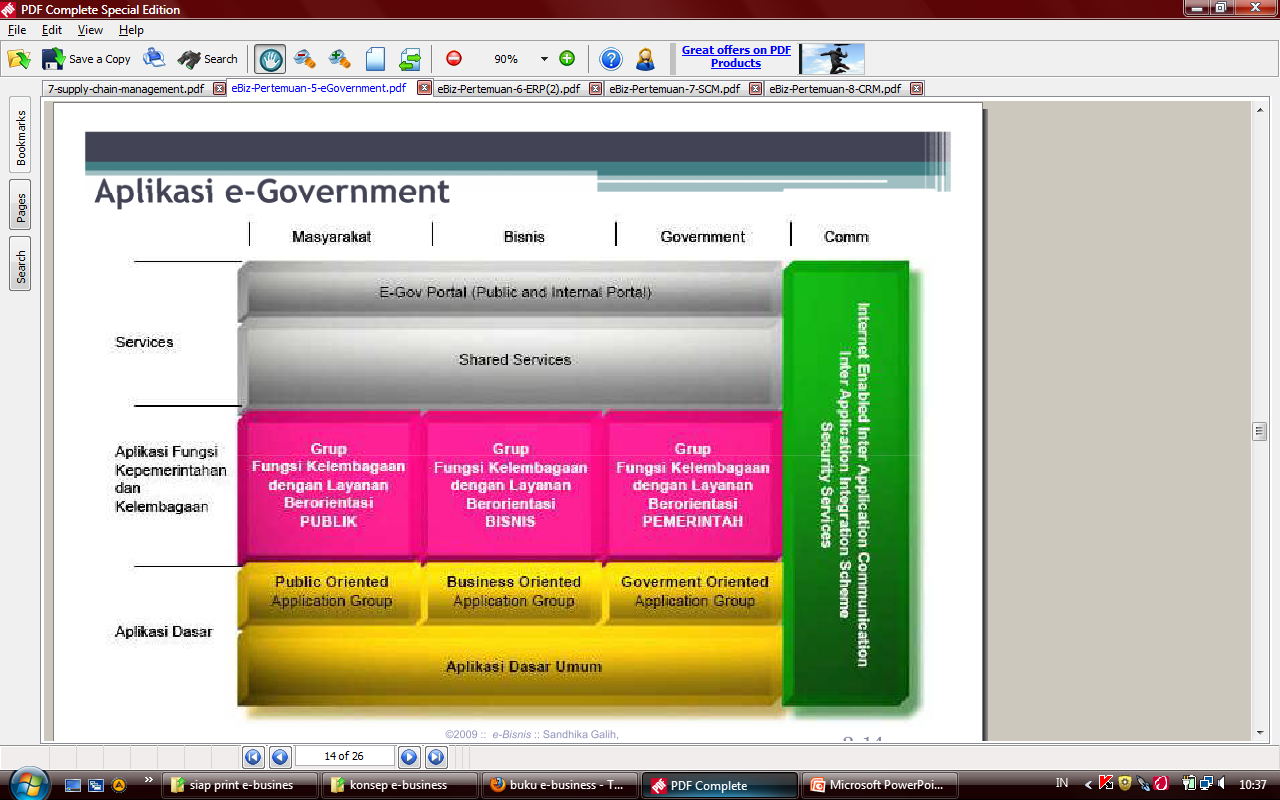 PDF Complete Special Edition
File Edit View Help
Save a Copy Search 90% Great offers on PDF
Products
7-supply-chain-management.pdf eBiz-Pertemuan-5-eGovernment.pdf eBiz-Pertemuan-6-ERP(2).pdf eBiz-Pertemuan-7-SCM.pdf eBiz-Pertemuan-8-CRM.pdf
Bookmarks
Pages
Search
Aplikasi e-Government
Masyarakat Bisnis Government Comm
E-Gov Portal (Public and Internal Portal)
Services
Shared Services
Aplikasi Fungsi
Kepemerintahan
dan
Kelembagaan
Grup
Fungsi Kelembagaan
dengan Layanan
Berorientasi
PUBLIK
Grup
Fungsi Kelembagaan
dengan Layanan
Berorientasi
BISNIS
Grup
Fungsi Kelembagaan
dengan Layanan
Berorientasi
PEMERINTAH
Aplikasi Dasar
Public Oriented
Application Group
Business Oriented
Application Group
Goverment Oriented
Application Group
Aplikasi Dasar Umum
Internet Enabled Inter Application Communication
Inter Application Integration Scheme
Security Services
©2009 :: e-Bisnis :: Sandhika Galih,
14 of 26
siap print e-busines konsep e-business buku e-business - T... PDF Complete Microsoft PowerPoi... IN 10:37